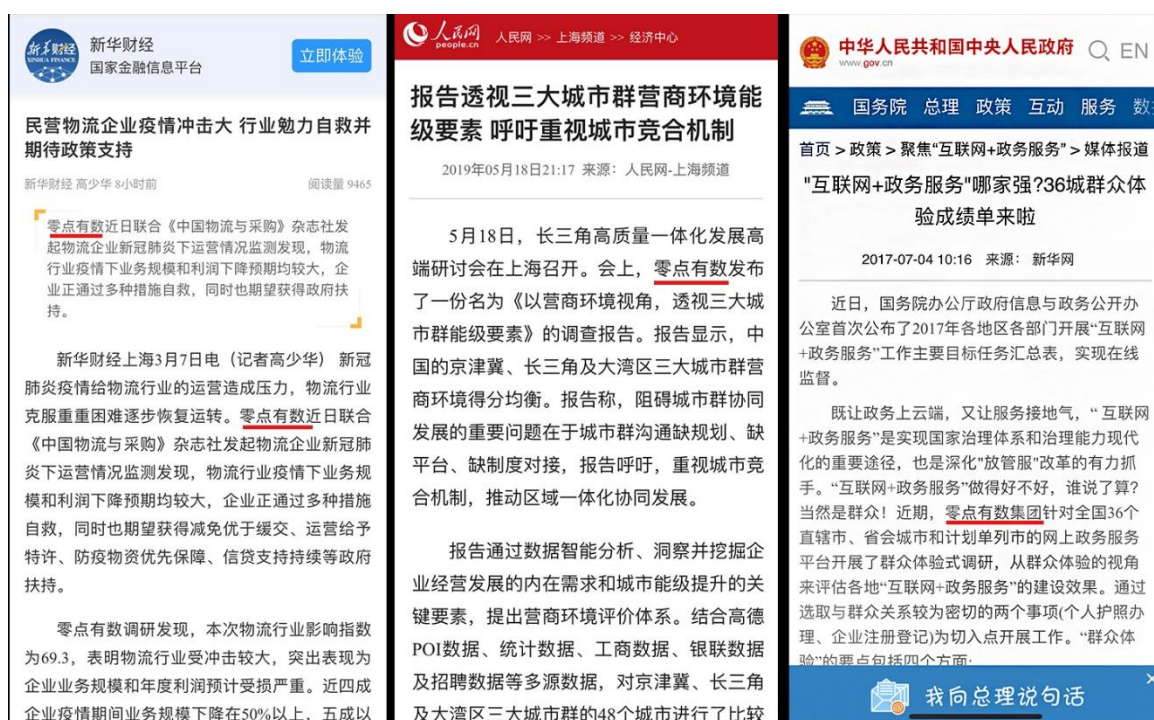 新华财经
XINHUA FINANCE
新华财经
国家金融信息平台
立即体验
民营物流企业疫情冲击大 行业勉力自救并
期待政策支持
新华财经 高少华 8小时前
阅读量 9465
零点有数近日联合《中国物流与采购》杂志社发
起物流企业新冠肺炎下运营情况监测发现，物流
行业疫情下业务规模和利润下降预期均较大，企
业正通过多种措施自救，同时也期望获得政府扶
持。
新华财经上海3月7日电（记者高少华） 新冠
肺炎疫情给物流行业的运营造成压力，物流行业
克服重重困难逐步恢复运转。零点有数近日联合
《中国物流与采购》杂志社发起物流企业新冠肺
炎下运营情况监测发现，物流行业疫情下业务规
模和利润下降预期均较大，企业正通过多种措施
自救，同时也期望获得减免优于缓交、运营给予
特许、防疫物资优先保障、信贷支持持续等政府
扶持。
零点有数调研发现，本次物流行业影响指数
为69.3，表明物流行业受冲击较大，突出表现为
企业业务规模和年度利润预计受损严重。近四成
企业疫情期间业务规模下降在50%以上，五成以
人民网
people.cn
人民网 >> 上海频道 >> 经济中心
报告透视三大城市群营商环境能
级要素 呼吁重视城市竞合机制
2019年05月18日21:17 来源：人民网-上海频道
5月18日，长三角高质量一体化发展高
端研讨会在上海召开。会上，零点有数发布
了一份名为《以营商环境视角，透视三大城
市群能级要素》的调查报告。报告显示，中
国的京津冀、长三角及大湾区三大城市群营
商环境得分均衡。报告称，阻碍城市群协同
发展的重要问题在于城市群沟通缺规划、缺
平台、缺制度对接，报告呼吁，重视城市竞
合机制，推动区域一体化协同发展。
报告通过数据智能分析、洞察并挖掘企
业经营发展的内在需求和城市能级提升的关
键要素，提出营商环境评价体系。结合高德
POI数据、统计数据、工商数据、银联数据
及招聘数据等多源数据，对京津冀、长三角
及大湾区三大城市群的48个城市进行了比较
中华人民共和国中央人民政府
www.gov.cn
EN
国务院 总理 政策 互动 服务 数
首页 > 政策 > 聚焦“互联网+政务服务” > 媒体报道
"互联网+政务服务"哪家强?36城群众体
验成绩单来啦
2017-07-04 10:16 来源： 新华网
近日，国务院办公厅政府信息与政务公开办
公室首次公布了2017年各地区各部门开展“互联网
+政务服务”工作主要目标任务汇总表，实现在线
监督。
既让政务上云端，又让服务接地气，“互联网
+政务服务”是实现国家治理体系和治理能力现代
化的重要途径，也是深化"放管服"改革的有力抓
手。“互联网+政务服务”做得好不好，谁说了算?
当然是群众！近期，零点有数集团针对全国36个
直辖市、省会城市和计划单列市的网上政务服务
平台开展了群众体验式调研，从群众体验的视角
来评估各地“互联网+政务服务”的建设效果。通过
选取与群众关系较为密切的两个事项(个人护照办
理、企业注册登记)为切入点开展工作。“群众体
验”的要点包括四个方面:
我向总理说句话